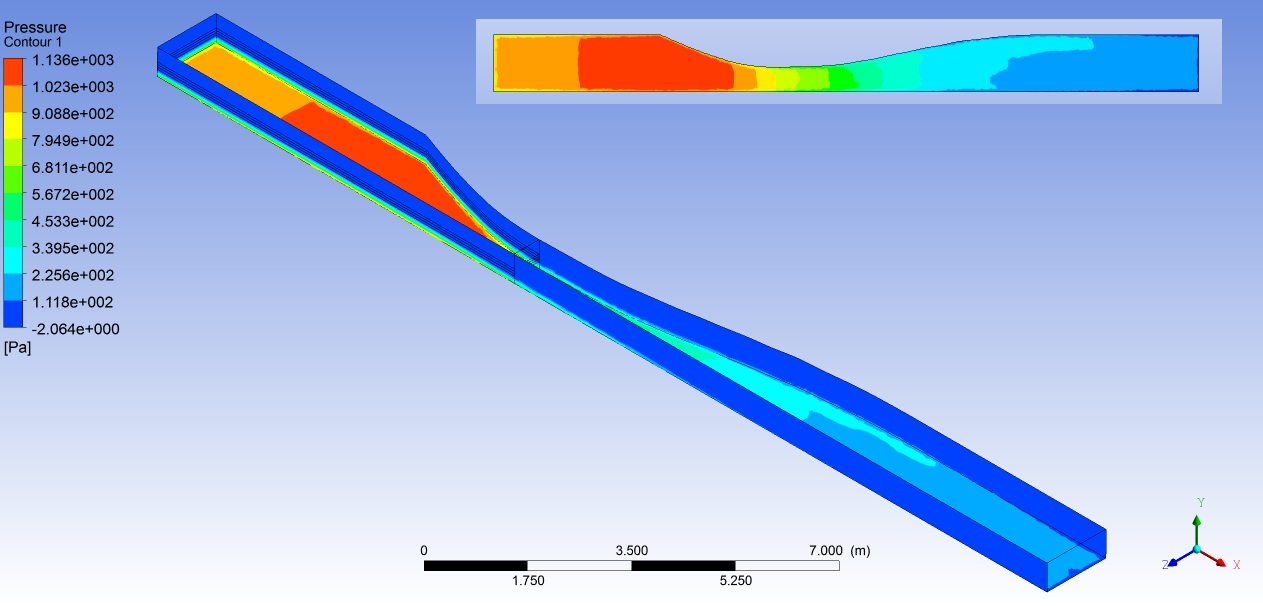 Pressure
Contour 1
1.136e+003
1.023e+003
9.088e+002
7.949e+002
6.811e+002
5.672e+002
4.533e+002
3.395e+002
2.256e+002
1.118e+002
-2.064e+000
[Pa]
0 3.500 7.000 (m)
1.750 5.250
Y
Z X